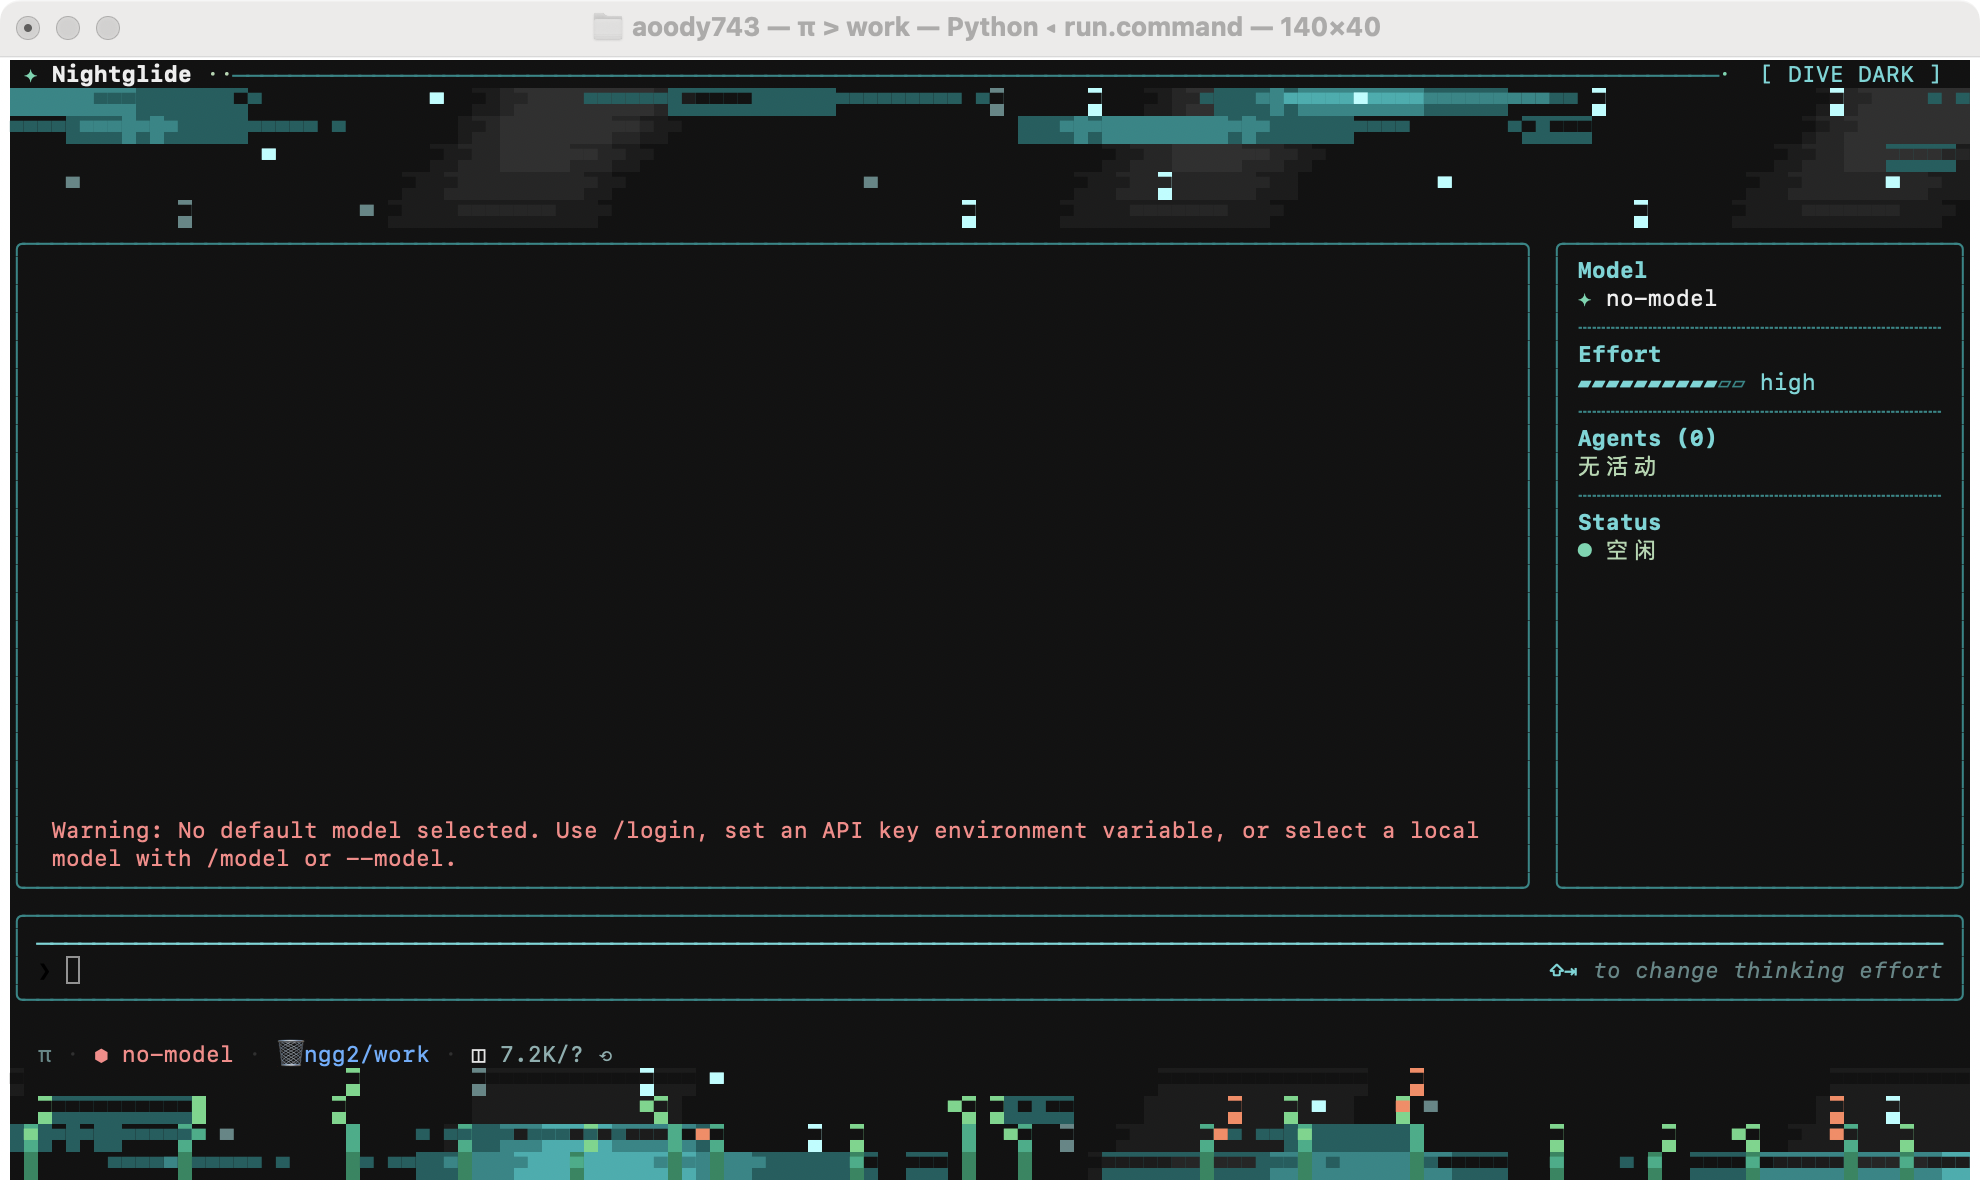 aoody743 — π > work — Python ◂ run.command — 140×40
✦ Nightglide ·· [ DIVE DARK ]
Model
✦ no-model
Effort
high
Agents (0)
无活动
Status
● 空闲
Warning: No default model selected. Use /login, set an API key environment variable, or select a local
model with /model or --model.
❯ ⇧⇥ to change thinking effort
π · ⬢ no-model · 🗑ngg2/work · ◫ 7.2K/? ⟲